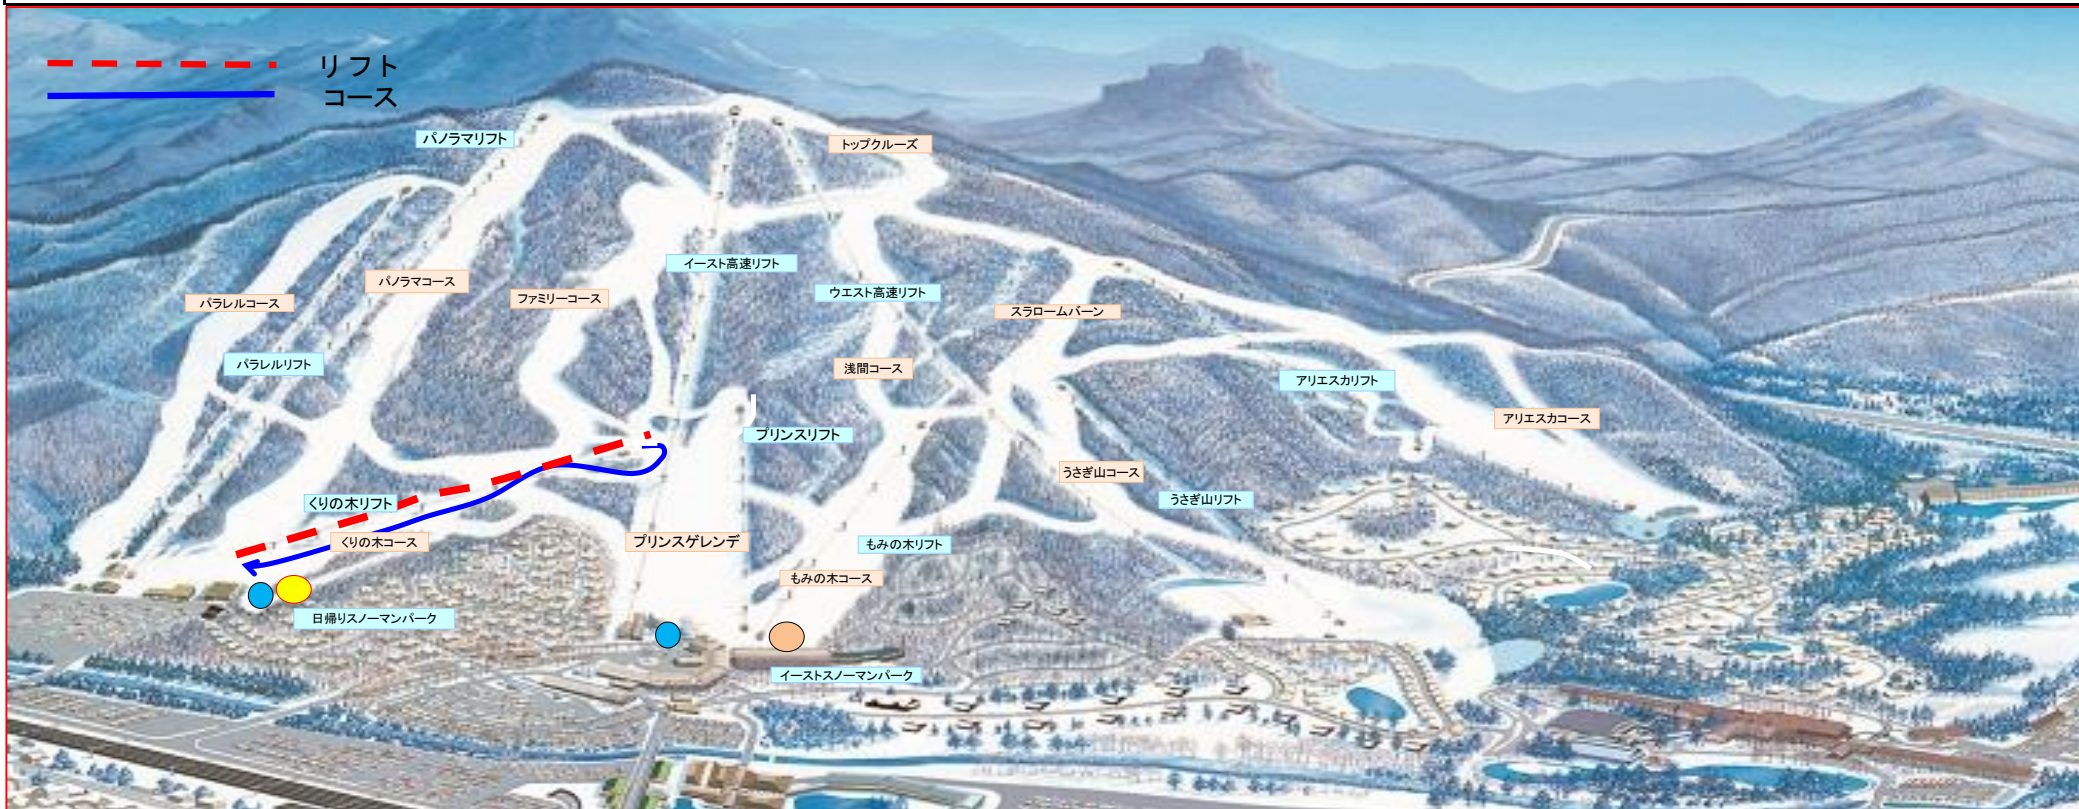 リフト
コース
パノラマリフト
トップクルーズ
イースト高速リフト
パノラマコース
ウエスト高速リフト
パラレルコース
ファミリーコース
スラロームバーン
パラレルリフト
浅間コース
アリエスカリフト
アリエスカコース
プリンスリフト
うさぎ山コース
うさぎ山リフト
くりの木リフト
くりの木コース
プリンスゲレンデ
もみの木リフト
もみの木コース
日帰りスノーマンパーク
イーストスノーマンパーク